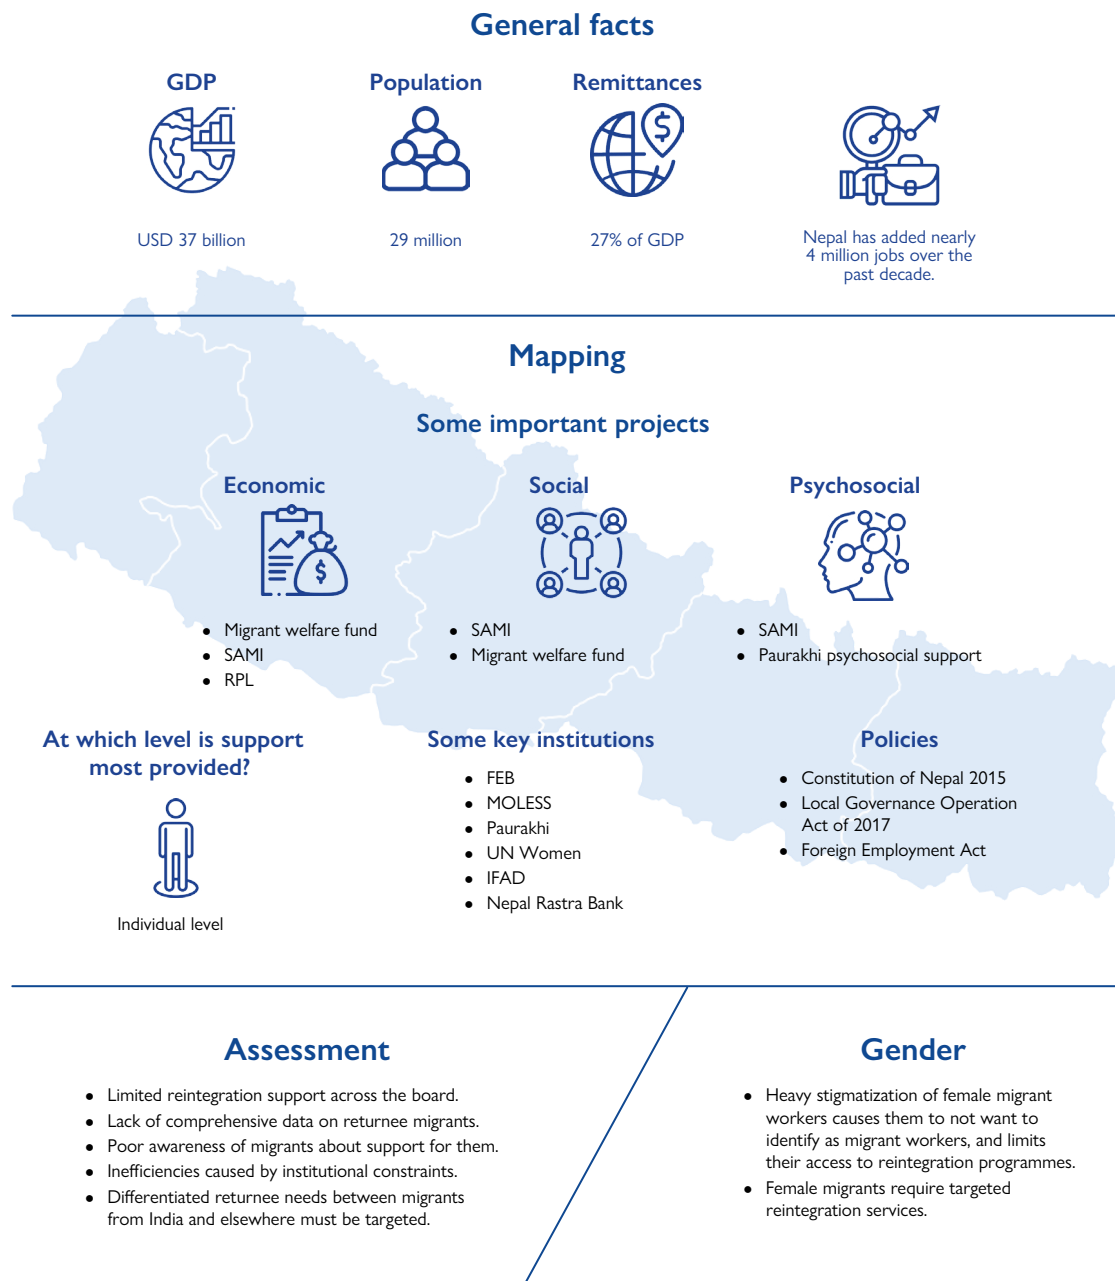 General facts
GDP
Population
Remittances
USD 37 billion
29 million
27% of GDP
Nepal has added nearly
4 million jobs over the
past decade.
Mapping
Some important projects
Economic
Social
Psychosocial
● Migrant welfare fund
● SAMI
● RPL
● SAMI
● Migrant welfare fund
● SAMI
● Paurakhi psychosocial support
At which level is support
most provided?
Individual level
Some key institutions
● FEB
● MOLESS
● Paurakhi
● UN Women
● IFAD
● Nepal Rastra Bank
Policies
● Constitution of Nepal 2015
● Local Governance Operation
Act of 2017
● Foreign Employment Act
Assessment
● Limited reintegration support across the board.
● Lack of comprehensive data on returnee migrants.
● Poor awareness of migrants about support for them.
● Inefficiencies caused by institutional constraints.
● Differentiated returnee needs between migrants
from India and elsewhere must be targeted.
Gender
● Heavy stigmatization of female migrant
workers causes them to not want to
identify as migrant workers, and limits
their access to reintegration programmes.
● Female migrants require targeted
reintegration services.